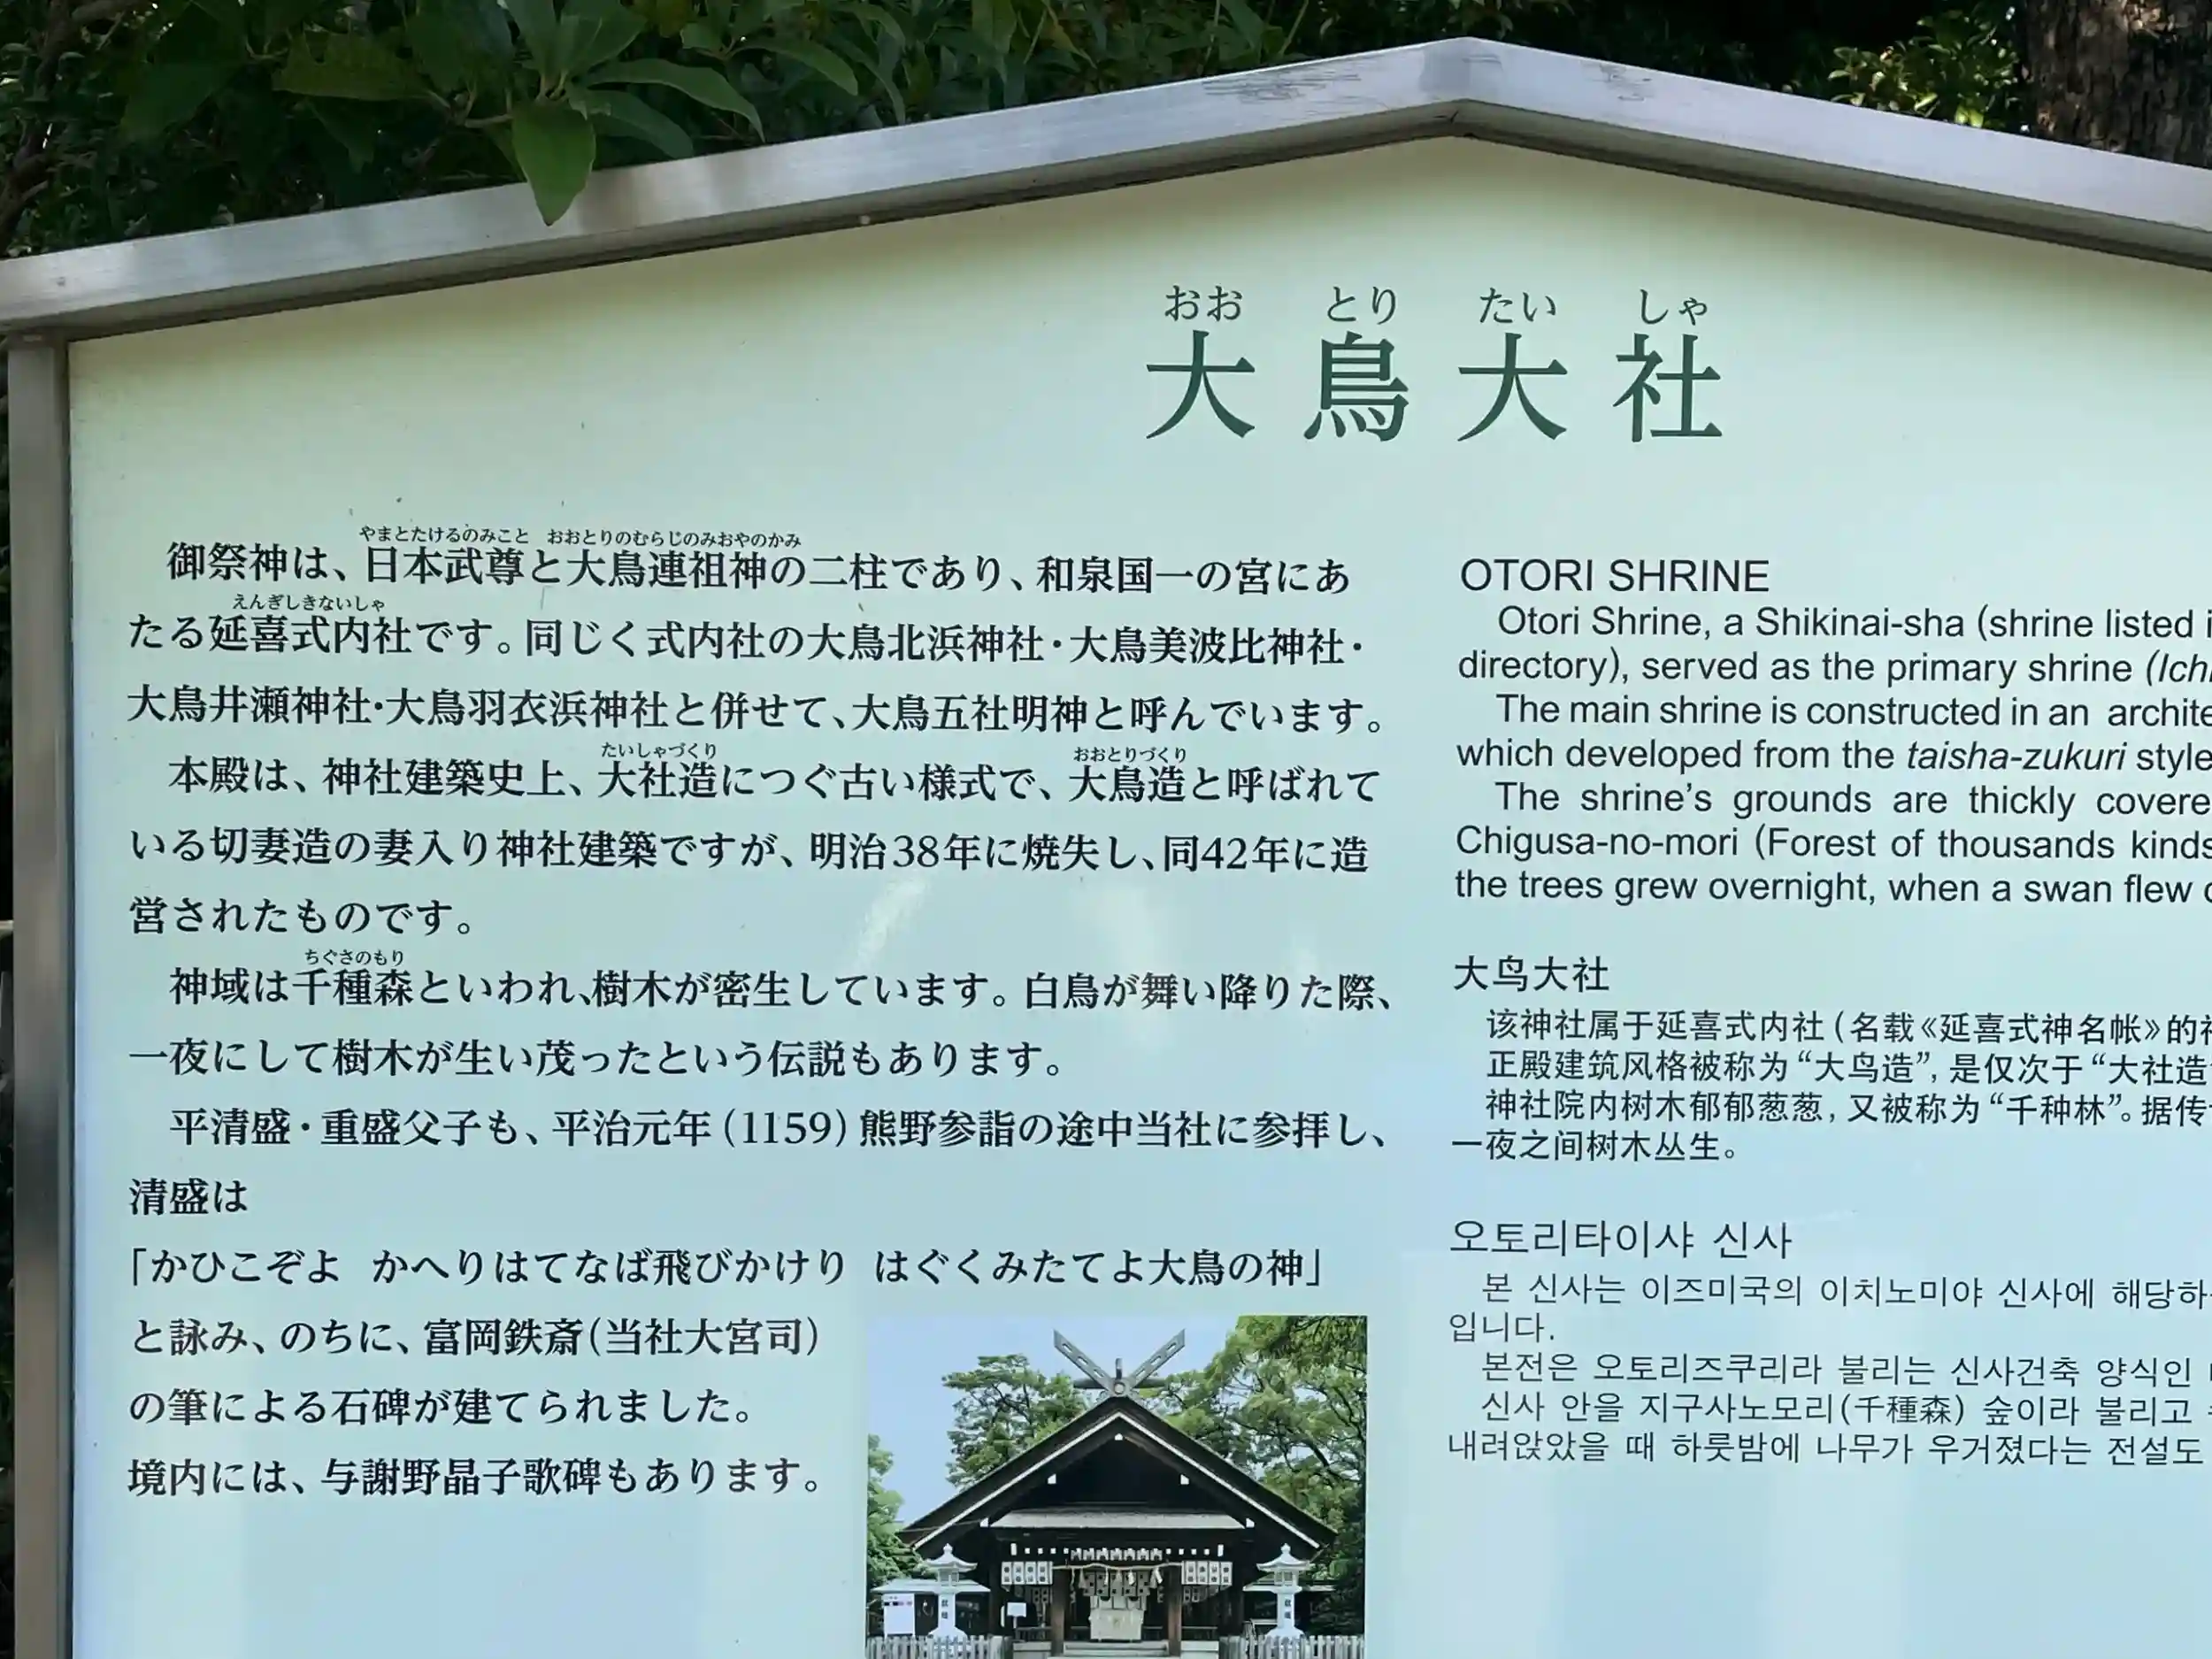 おお とり たい しゃ
大鳥大社
やまとたけるのみこと おおとりのむらじのみおやのかみ
御祭神は、日本武尊と大鳥連祖神の二柱であり、和泉国一の宮にあ
えんぎしきないしゃ
たる延喜式内社です。同じく式内社の大鳥北浜神社・大鳥美波比神社・
大鳥井瀬神社・大鳥羽衣浜神社と併せて、大鳥五社明神と呼んでいます。
たいしゃづくり おおとりづくり
本殿は、神社建築史上、大社造につぐ古い様式で、大鳥造と呼ばれて
いる切妻造の妻入り神社建築ですが、明治38年に焼失し、同42年に造
営されたものです。
ちぐさのもり
神域は千種森といわれ、樹木が密生しています。白鳥が舞い降りた際、
一夜にして樹木が生い茂ったという伝説もあります。
平清盛・重盛父子も、平治元年(1159)熊野参詣の途中当社に参拝し、
清盛は
「かひこぞよ かへりはてなば飛びかけり はぐくみたてよ大鳥の神」
と詠み、のちに、富岡鉄斎(当社大宮司)
の筆による石碑が建てられました。
境内には、与謝野晶子歌碑もあります。
OTORI SHRINE
Otori Shrine, a Shikinai-sha (shrine listed i
directory), served as the primary shrine (Ich
The main shrine is constructed in an archite
which developed from the taisha-zukuri style
The shrine's grounds are thickly covere
Chigusa-no-mori (Forest of thousands kinds
the trees grew overnight, when a swan flew
大鸟大社
该神社属于延喜式内社(名载《延喜式神名帐》的
正殿建筑风格被称为“大鸟造”,是仅次于“大社造
神社院内树木郁郁葱葱,又被称为“千种林”。据传
一夜之间树木丛生。
오토리타이샤 신사
본 신사는 이즈미국의 이치노미야 신사에 해당하
입니다.
본전은 오토리즈쿠리라 불리는 신사건축 양식인
신사 안을 지구사노모리(千種森) 숲이라 불리고
내려앉았을 때 하룻밤에 나무가 우거졌다는 전설도